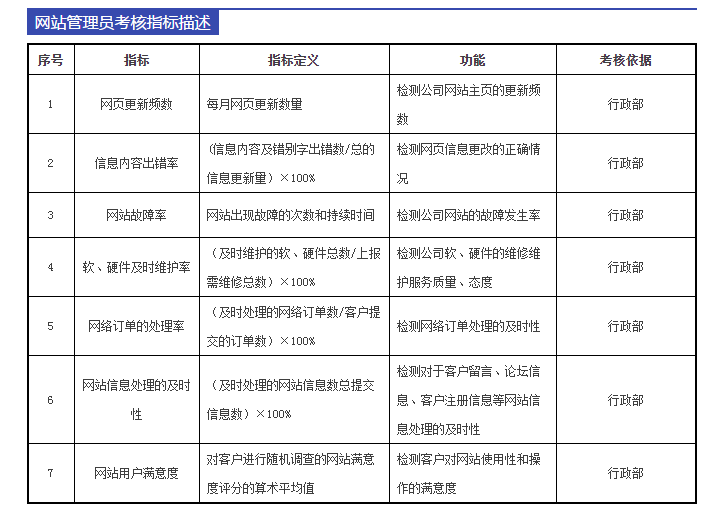 网站管理员考核指标描述
序号 指标 指标定义 功能 考核依据
1 网页更新频数 每月网页更新数量 检测公司网站主页的更新频
数 行政部
2 信息内容出错率 (信息内容及错别字出错数/总的
信息更新量）×100% 检测网页信息更改的正确情
况 行政部
3 网站故障率 网站出现故障的次数和持续时间 检测公司网站的故障发生率 行政部
4 软、硬件及时维护率 （及时维护的软、硬件总数/上报
需维修总数）×100% 检测公司软、硬件的维修维
护服务质量、态度 行政部
5 网络订单的处理率 （及时处理的网络订单数/客户提
交的订单数）×100% 检测网络订单处理的及时性 行政部
6 网站信息处理的及时
性 （及时处理的网站信息数总提交
信息数）×100% 检测对于客户留言、论坛信
息、客户注册信息等网站信
息处理的及时性 行政部
7 网站用户满意度 对客户进行随机调查的网站满意
度评分的算术平均值 检测客户对网站使用性和操
作的满意度 行政部